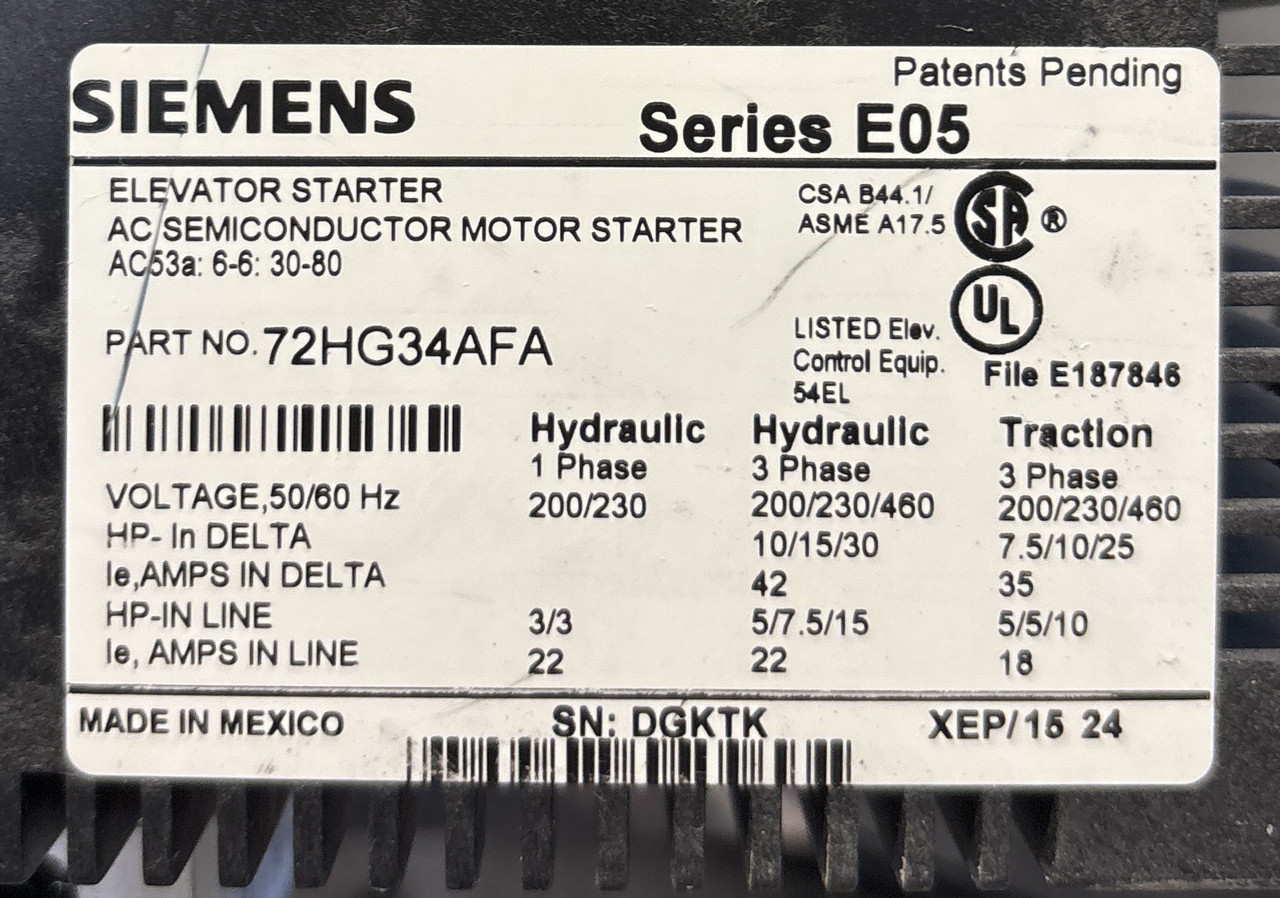 Patents Pending
SIEMENS
Series E05
ELEVATOR STARTER
AC SEMICONDUCTOR MOTOR STARTER
AC53a: 6-6: 30-80
CSA B44.1/
ASME A17.5
SA ®
PART NO. 72HG34AFA
LISTED Elev.
Control Equip.
54EL
UL
File E187846
Hydraulic Hydraulic Traction
1 Phase 3 Phase 3 Phase
VOLTAGE,50/60 Hz 200/230 200/230/460 200/230/460
HP- In DELTA 10/15/30 7.5/10/25
Ie,AMPS IN DELTA 42 35
HP-IN LINE 3/3 5/7.5/15 5/5/10
Ie, AMPS IN LINE 22 22 18
MADE IN MEXICO SN: DGKTK XEP/15 24